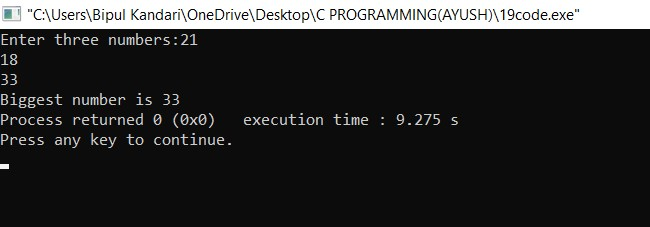 "C:\Users\Bipul Kandari\OneDrive\Desktop\C PROGRAMMING(AYUSH)\19code.exe"
Enter three numbers:21
18
33
Biggest number is 33
Process returned 0 (0x0)   execution time : 9.275 s
Press any key to continue.